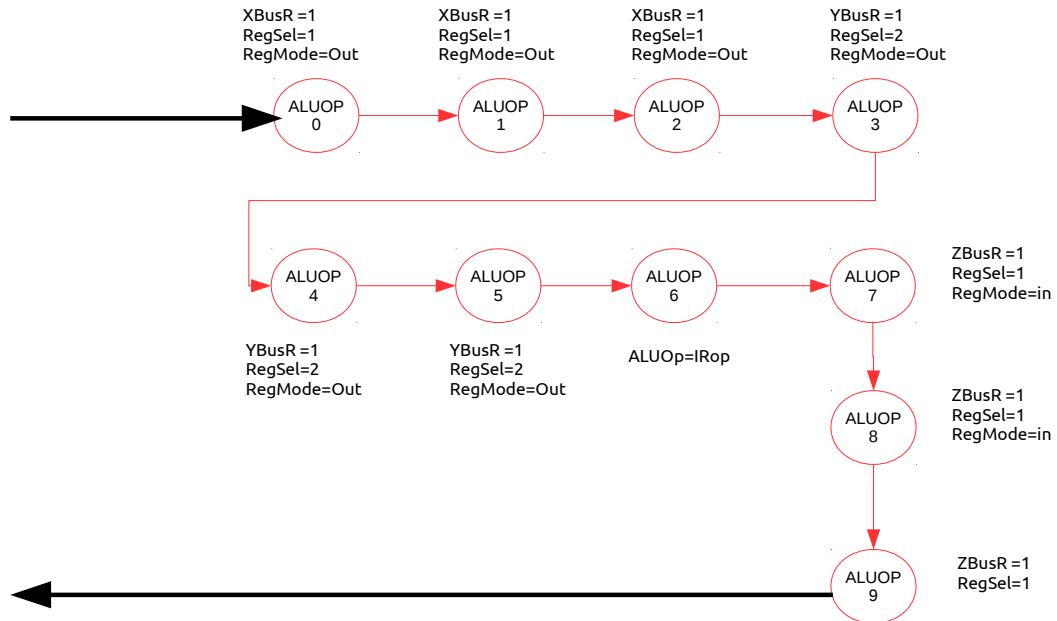 XBusR =1
RegSel=1
RegMode=Out
XBusR =1
RegSel=1
RegMode=Out
XBusR =1
RegSel=1
RegMode=Out
YBusR =1
RegSel=2
RegMode=Out
ALUOP
0
ALUOP
1
ALUOP
2
ALUOP
3
ALUOP
4
ALUOP
5
ALUOP
6
ALUOP
7
ZBusR =1
RegSel=1
RegMode=in
YBusR =1
RegSel=2
RegMode=Out
YBusR =1
RegSel=2
RegMode=Out
ALUOp=IRop
ALUOP
8
ZBusR =1
RegSel=1
RegMode=in
ALUOP
9
ZBusR =1
RegSel=1